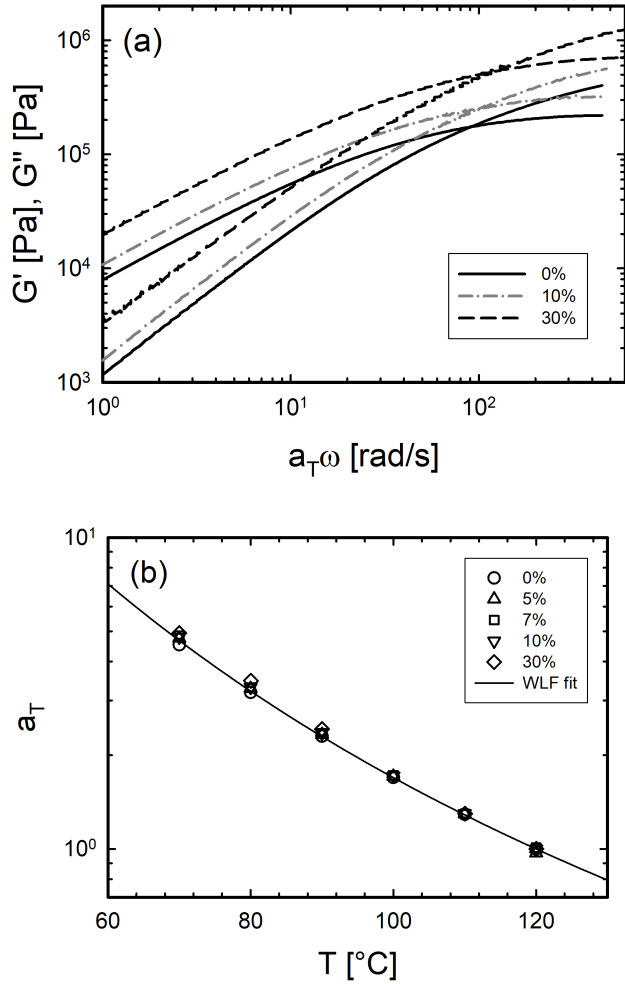 (a)
10⁶
10⁵
10⁴
10³
G' [Pa], G'' [Pa]
0%
10%
30%
10⁰ 10¹ 10²
a_Tω [rad/s]
(b)
10¹
10⁰
a_T
0%
5%
7%
10%
30%
WLF fit
60 80 100 120
T [°C]